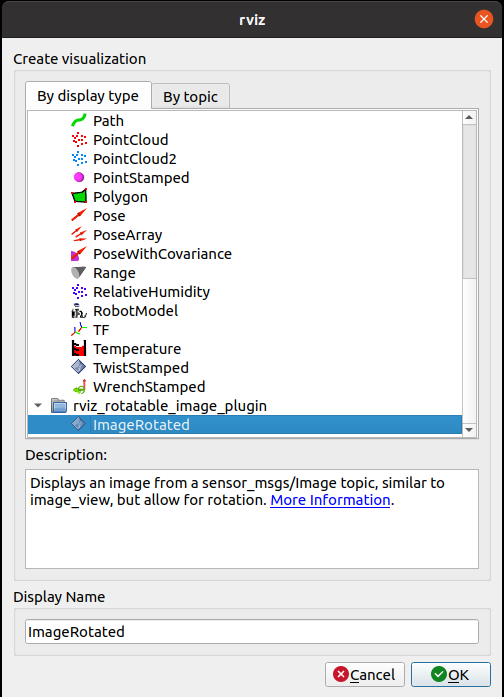 rviz
Create visualization
By display type
By topic
Path
PointCloud
PointCloud2
PointStamped
Polygon
Pose
PoseArray
PoseWithCovariance
Range
RelativeHumidity
RobotModel
TF
Temperature
TwistStamped
WrenchStamped
rviz_rotatable_image_plugin
ImageRotated
Description:
Displays an image from a sensor_msgs/Image topic, similar to
image_view, but allow for rotation. More Information.
Display Name
ImageRotated
Cancel
OK